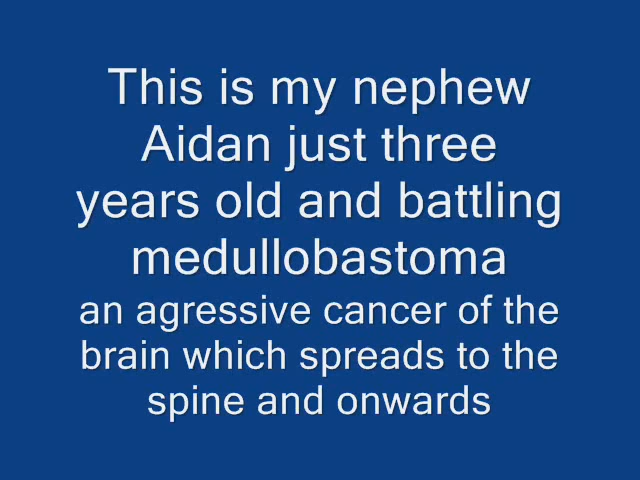 This is my nephew
Aidan just three
years old and battling
medullobastoma
an agressive cancer of the
brain which spreads to the
spine and onwards